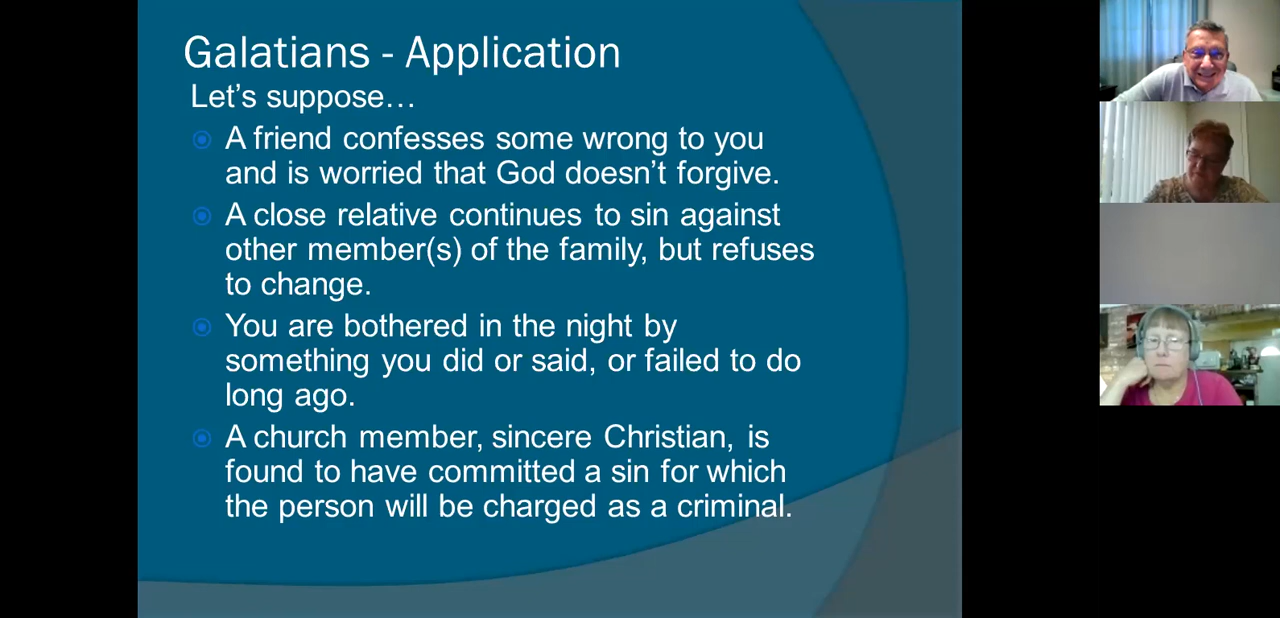 Galatians - Application
Let's suppose…
A friend confesses some wrong to you
and is worried that God doesn't forgive.
A close relative continues to sin against
other member(s) of the family, but refuses
to change.
You are bothered in the night by
something you did or said, or failed to do
long ago.
A church member, sincere Christian, is
found to have committed a sin for which
the person will be charged as a criminal.